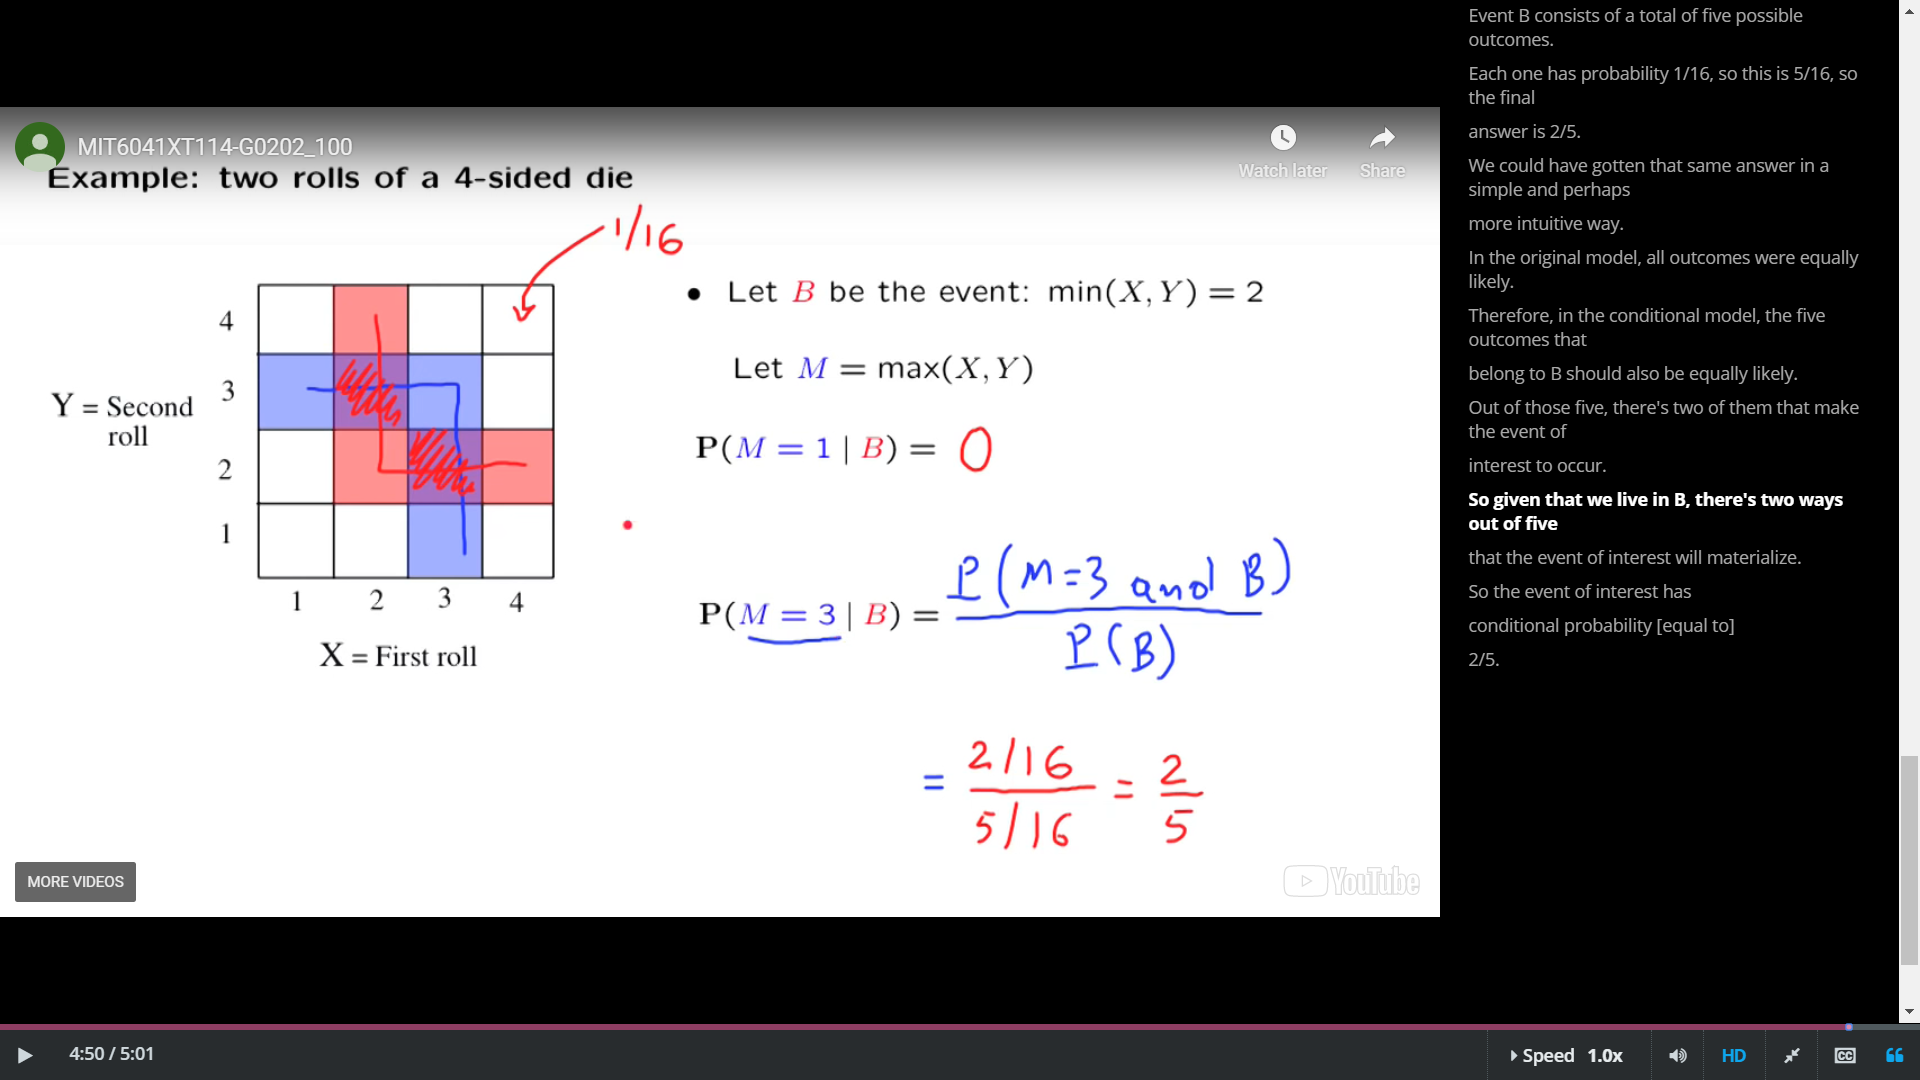 MIT6041XT114-G0202_100
Watch later
Share
Example: two rolls of a 4-sided die
1/16
• Let B be the event: min(X, Y) = 2
Let M = max(X, Y)
P(M = 1 | B) = 0
P(M = 3 | B) = P(M=3 and B)
P(B)
= 2/16 = 2
5/16 5
4
3
2
1
Y = Second
roll
1 2 3 4
X = First roll
MORE VIDEOS
YouTube
Event B consists of a total of five possible
outcomes.
Each one has probability 1/16, so this is 5/16, so
the final
answer is 2/5.
We could have gotten that same answer in a
simple and perhaps
more intuitive way.
In the original model, all outcomes were equally
likely.
Therefore, in the conditional model, the five
outcomes that
belong to B should also be equally likely.
Out of those five, there's two of them that make
the event of
interest to occur.
So given that we live in B, there's two ways
out of five
that the event of interest will materialize.
So the event of interest has
conditional probability [equal to]
2/5.
4:50 / 5:01
Speed 1.0x
HD
CC